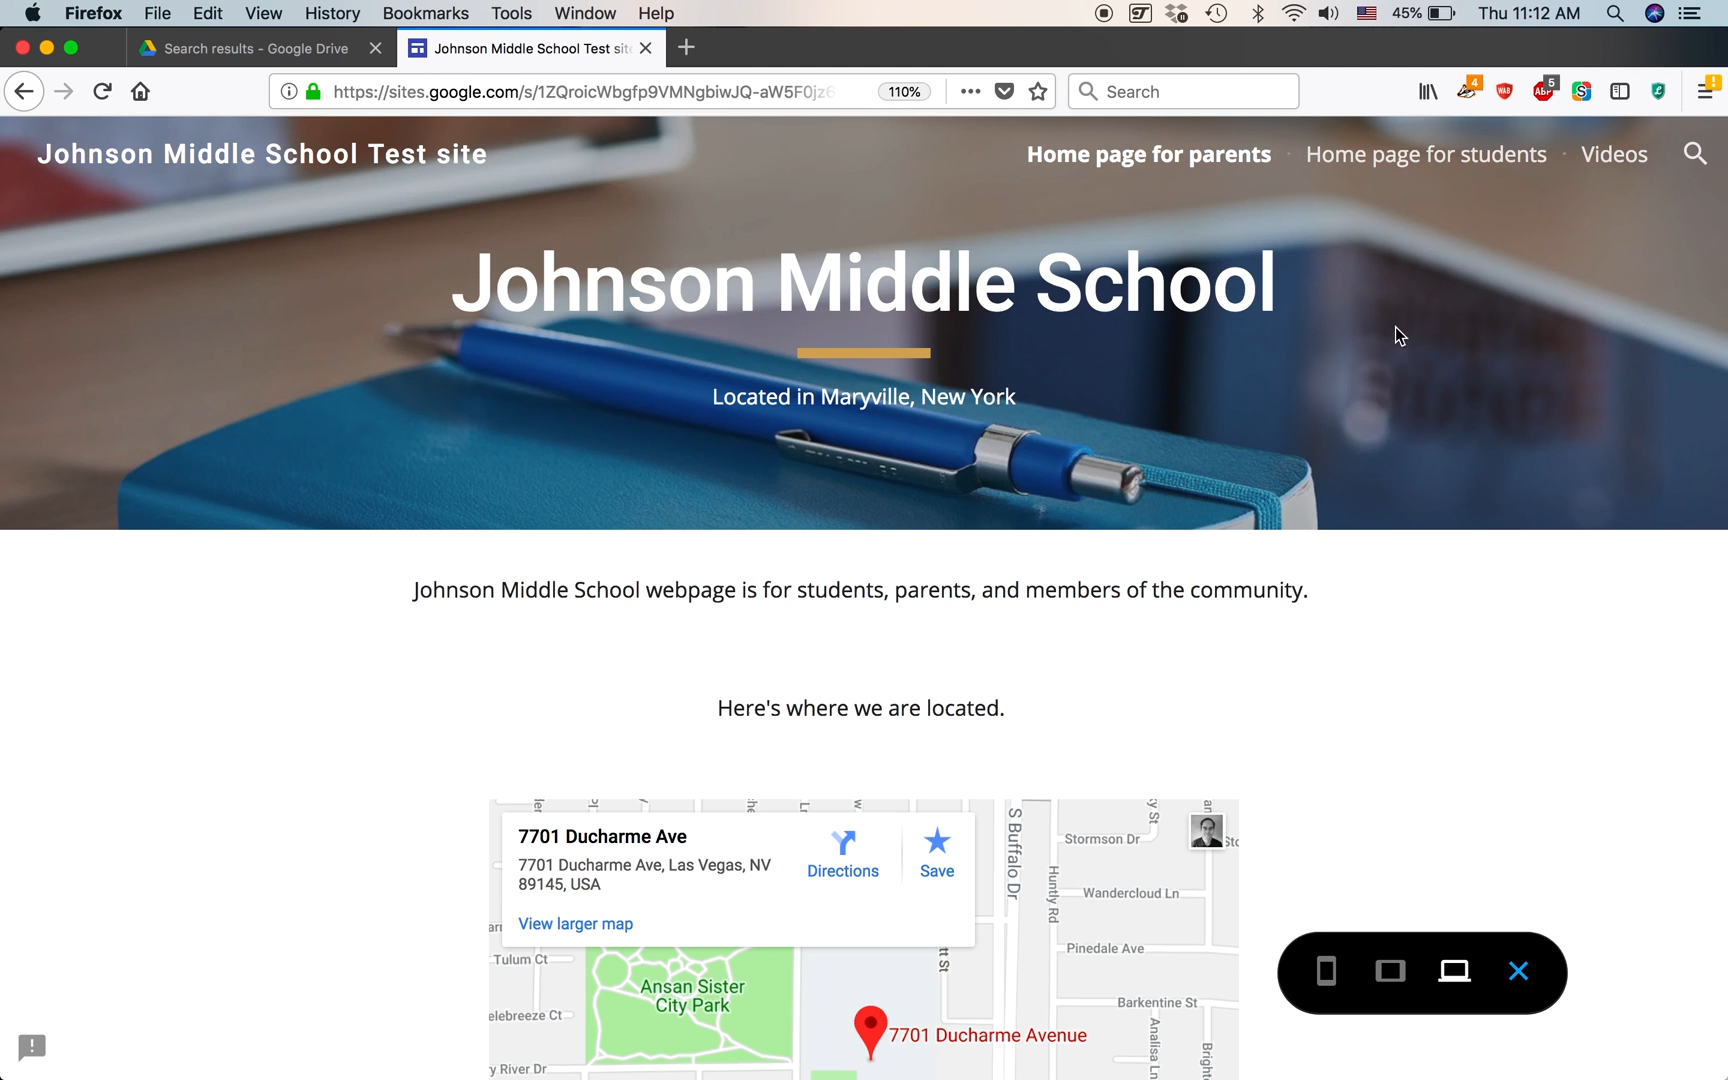 Firefox File Edit View History Bookmarks Tools Window Help 45% Thu 11:12 AM
Search results - Google Drive Johnson Middle School Test site
https://sites.google.com/s/1ZQroicWbgfp9VMNgbiwJQ-aW5F0jz6 110% Search 4 WAB ABP 5
Johnson Middle School Test site
Home page for parents Home page for students Videos
Johnson Middle School
Located in Maryville, New York
Johnson Middle School webpage is for students, parents, and members of the community.
Here's where we are located.
7701 Ducharme Ave
7701 Ducharme Ave, Las Vegas, NV
89145, USA
Directions
Save
View larger map
S Buffalo Dr
Huntly Rd
Stormson Dr
Wandercloud Ln
Pinedale Ave
Tulum Ct
Ansan Sister
City Park
Barkentine St
Analisa Ln
7701 Ducharme Avenue